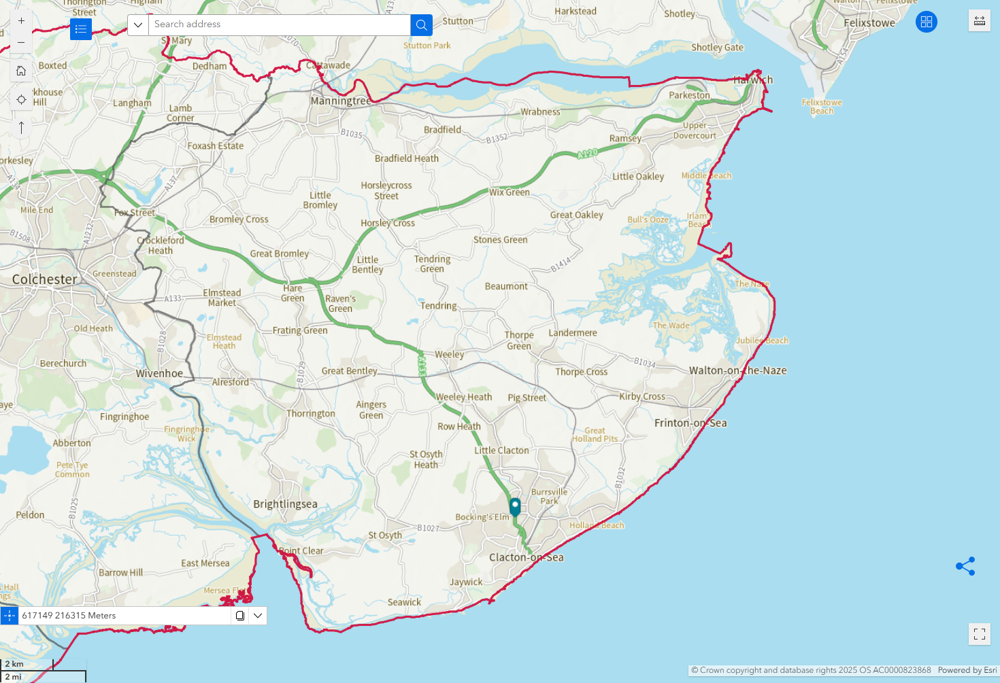 Thorington
Street
Higham
Harkstead
Shotley
Walton
Felixstowe
Felixstowe
Search address
Stutton
St Mary
Stutton Park
Shotley Gate
A154
Boxted
Dedham
Cattawade
Harwich
Langham
Manningtree
Parkeston
Felixstowe
Beach
Lamb
Corner
Wrabness
B1035
Bradfield
B1352
Upper
Dovercourt
Ramsey
Foxash Estate
Bradfield Heath
A120
A134
A137
Horsleycross
Street
Little Oakley
Middle Beach
Mile End
Fox Street
Little
Bromley
Wix Green
Great Oakley
Bull's Ooze
Bromley Cross
Horsley Cross
B1508
A1232
Crockleford
Heath
Stones Green
Great Bromley
Little
Bentley
Tendring
Green
B1414
Colchester
Greenstead
A133
Elmstead
Market
Hare
Green
Raven's
Green
Beaumont
The Naze
Tendring
Old Heath
B1028
Elmstead
Heath
Frating Green
Thorpe
Green
Landermere
The Wade
Jubilee Beach
Berechurch
Wivenhoe
Alresford
B1029
Great Bentley
Weeley
A133
Thorpe Cross
B1034
Walton-on-the-Naze
Fingringhoe
Thorrington
Aingers
Green
Weeley Heath
Pig Street
Kirby Cross
Fingringhoe
Wick
Row Heath
Great
Holland Pits
Frinton-on-Sea
Abberton
Pete Tye
Common
St Osyth
Heath
Little Clacton
B1032
Peldon
B1025
Brightlingsea
Burrsville
Park
Bocking's Elm
Holland Beach
B1027
St Osyth
Point Clear
Clacton-on-Sea
Barrow Hill
East Mersea
Jaywick
Seawick
617149 216315 Meters
2 km
2 mi
© Crown copyright and database rights 2025 OS AC0000823868 Powered by Esri